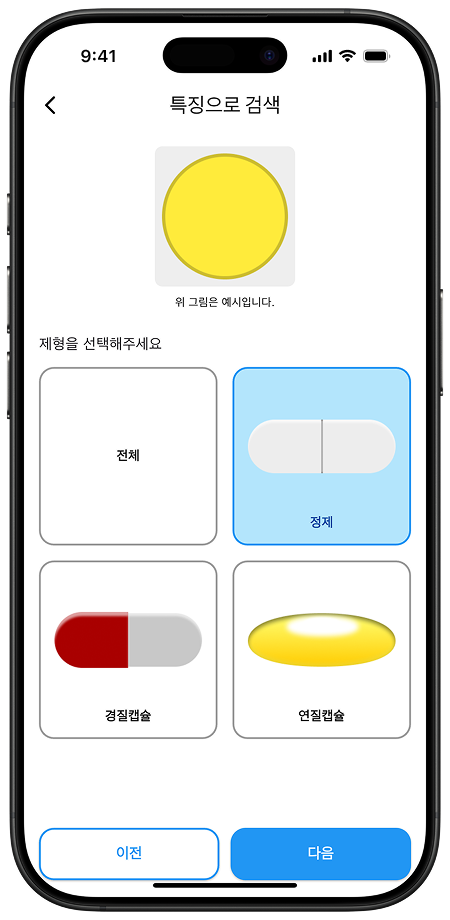 9:41
특징으로 검색
위 그림은 예시입니다.
제형을 선택해주세요
전체
정제
경질캡슐
연질캡슐
이전
다음